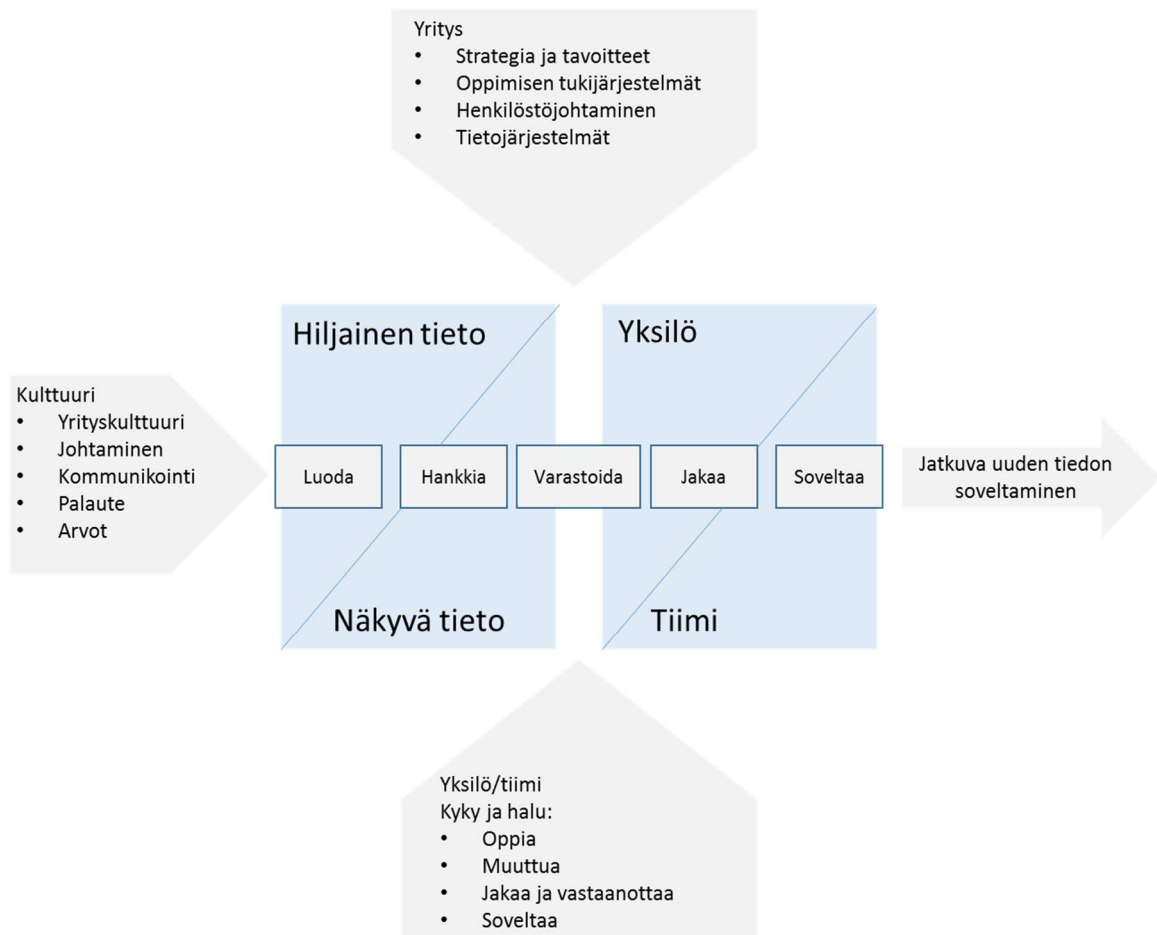 Yritys
• Strategia ja tavoitteet
• Oppimisen tukijärjestelmät
• Henkilöstöjohtaminen
• Tietojärjestelmät
Hiljainen tieto
Yksilö
Kulttuuri
• Yrityskulttuuri
• Johtaminen
• Kommunikointi
• Palaute
• Arvot
Luoda
Hankkia
Varastoida
Jakaa
Soveltaa
Jatkuva uuden tiedon
soveltaminen
Näkyvä tieto
Tiimi
Yksilö/tiimi
Kyky ja halu:
• Oppia
• Muuttua
• Jakaa ja vastaanottaa
• Soveltaa